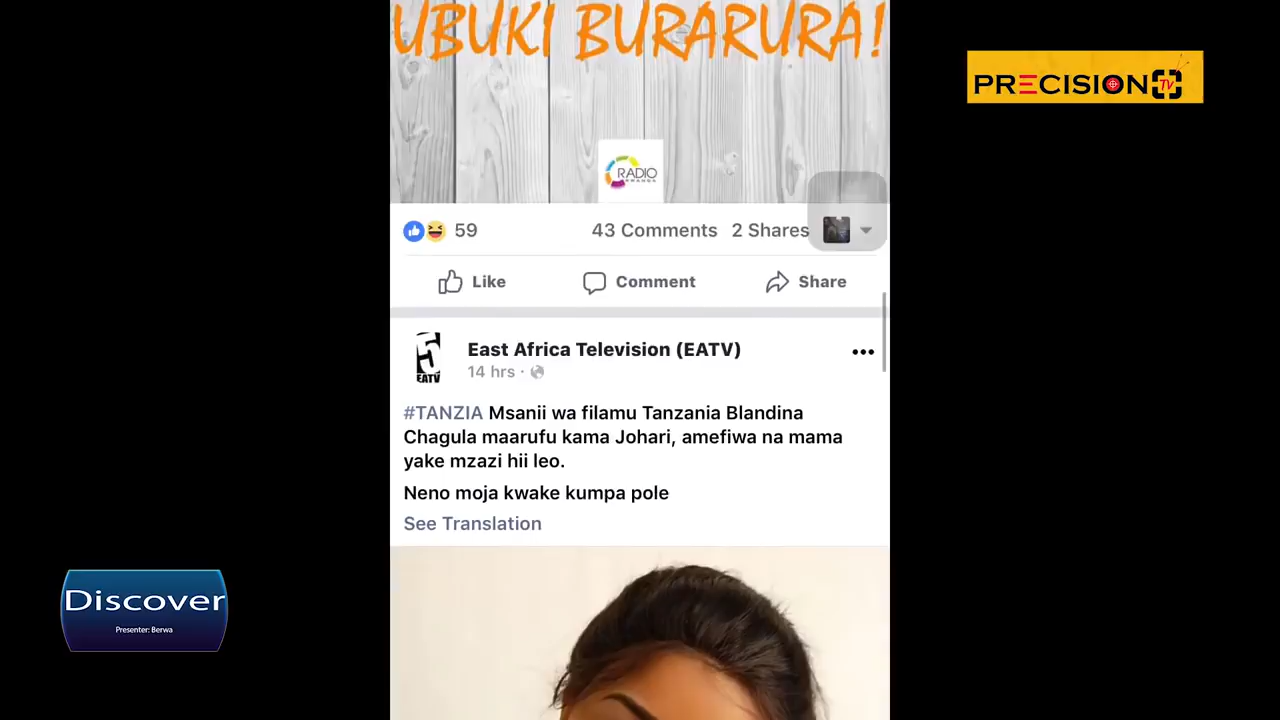 UBUKI BURARURA!
PRECISION TV
RADIO
RWANDA
59
43 Comments 2 Shares
Like Comment Share
5
EATV
East Africa Television (EATV)
14 hrs ·
#TANZIA Msanii wa filamu Tanzania Blandina
Chagula maarufu kama Johari, amefiwa na mama
yake mzazi hii leo.
Neno moja kwake kumpa pole
See Translation
Discover
Presenter: Berwa